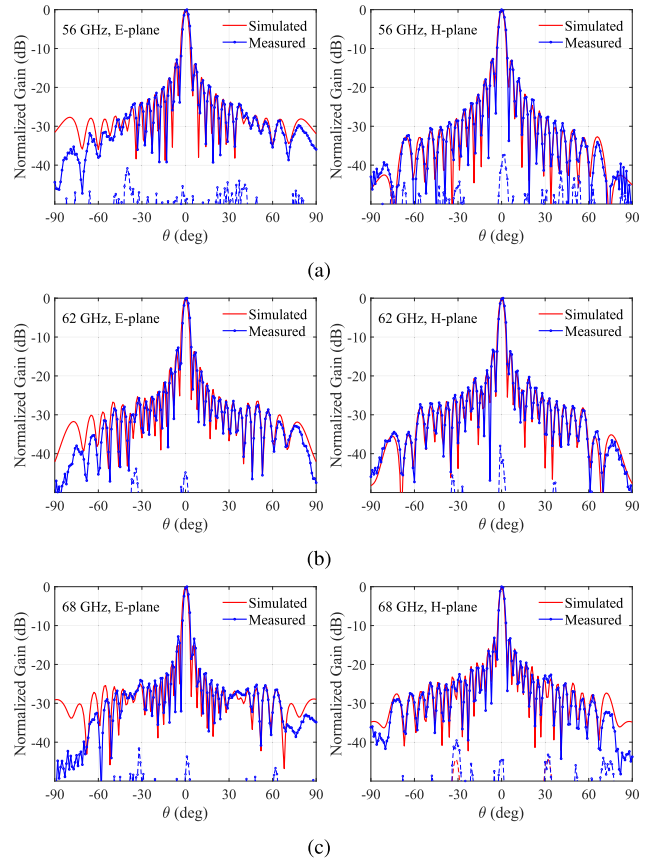 56 GHz, E-plane
Simulated
Measured
Normalized Gain (dB)
0
-10
-20
-30
-40
-90 -60 -30 0 30 60 90
θ (deg)
56 GHz, H-plane
Simulated
Measured
Normalized Gain (dB)
0
-10
-20
-30
-40
-90 -60 -30 0 30 60 90
θ (deg)
(a)
62 GHz, E-plane
Simulated
Measured
Normalized Gain (dB)
0
-10
-20
-30
-40
-90 -60 -30 0 30 60 90
θ (deg)
62 GHz, H-plane
Simulated
Measured
Normalized Gain (dB)
0
-10
-20
-30
-40
-90 -60 -30 0 30 60 90
θ (deg)
(b)
68 GHz, E-plane
Simulated
Measured
Normalized Gain (dB)
0
-10
-20
-30
-40
-90 -60 -30 0 30 60 90
θ (deg)
68 GHz, H-plane
Simulated
Measured
Normalized Gain (dB)
0
-10
-20
-30
-40
-90 -60 -30 0 30 60 90
θ (deg)
(c)